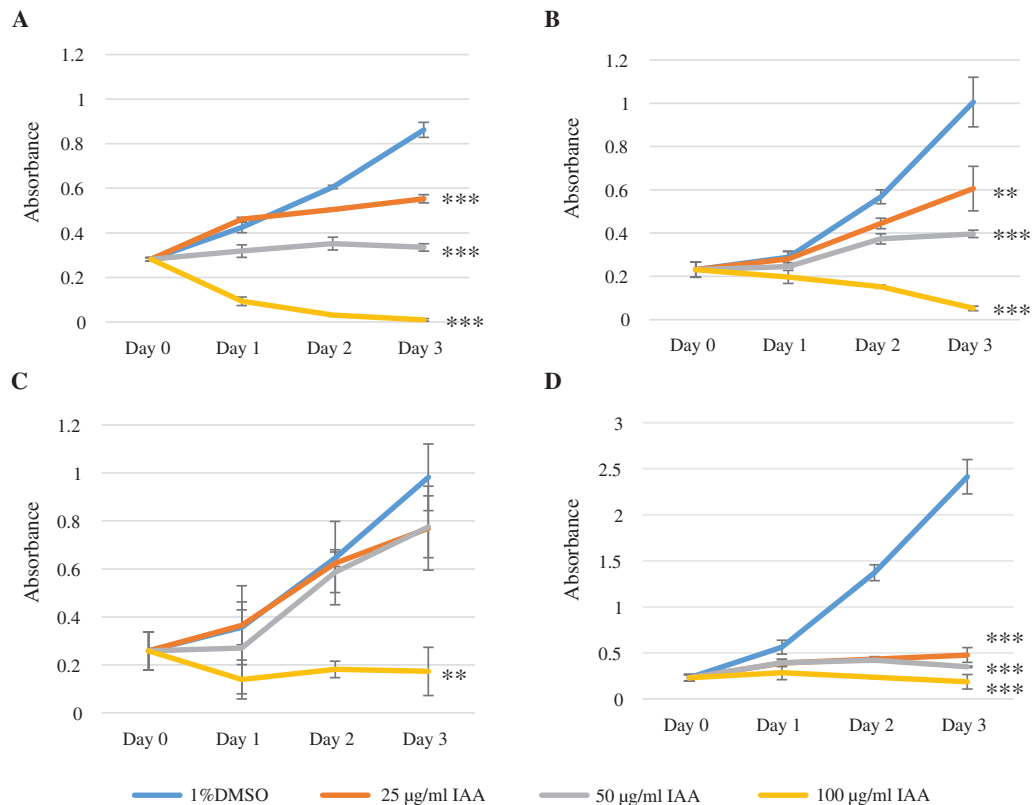 A
1.2
1
0.8
0.6
0.4
0.2
0
Absorbance
***
***
***
Day 0 Day 1 Day 2 Day 3
B
1.2
1
0.8
0.6
0.4
0.2
0
Absorbance
**
***
***
Day 0 Day 1 Day 2 Day 3
C
1.2
1
0.8
0.6
0.4
0.2
0
Absorbance
**
Day 0 Day 1 Day 2 Day 3
D
3
2.5
2
1.5
1
0.5
0
Absorbance
***
***
***
Day 0 Day 1 Day 2 Day 3
1%DMSO 25 μg/ml IAA 50 μg/ml IAA 100 μg/ml IAA